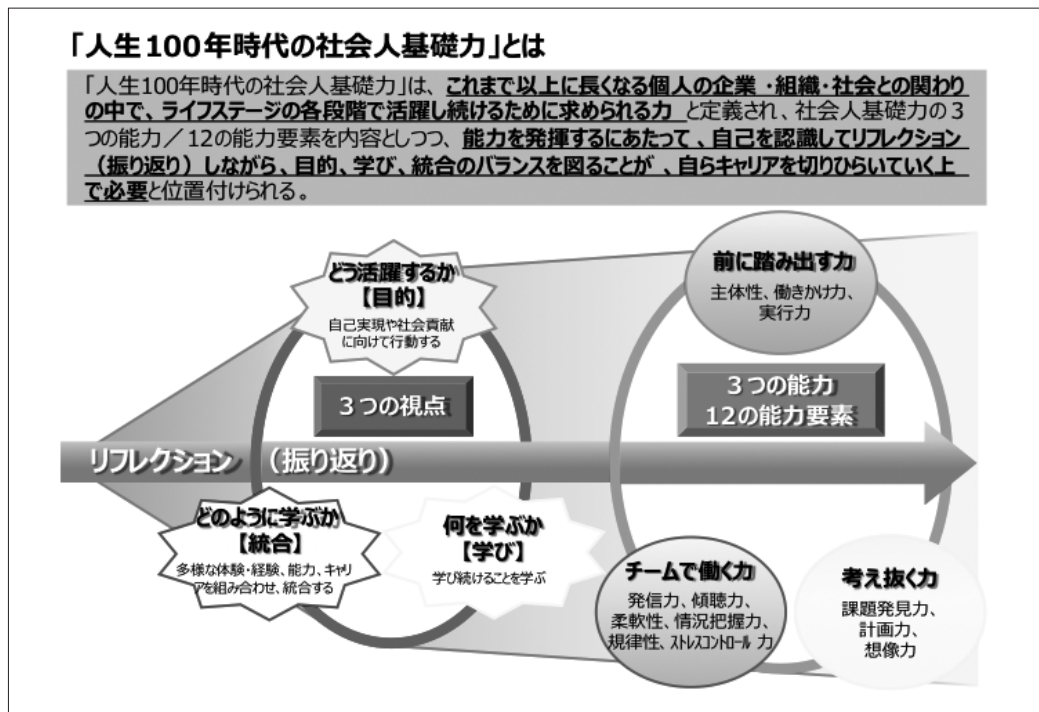 「人生100年時代の社会人基礎力」とは
「人生100年時代の社会人基礎力」は、これまで以上に長くなる個人の企業・組織・社会との関わり
の中で、ライフステージの各段階で活躍し続けるために求められる力 と定義され、社会人基礎力の3
つの能力／12の能力要素を内容としつつ、能力を発揮するにあたって、自己を認識してリフレクション
（振り返り）しながら、目的、学び、統合のバランスを図ることが 、自らキャリアを切りひらいていく上
で必要と位置付けられる。
どう活躍するか
【目的】
自己実現や社会貢献
に向けて行動する
3つの視点
前に踏み出す力
主体性、働きかけ力、
実行力
3つの能力
12の能力要素
リフレクション （振り返り）
どのように学ぶか
【統合】
多様な体験・経験、能力、キャリ
アを組み合わせ、統合する
何を学ぶか
【学び】
学び続けることを学ぶ
チームで働く力
発信力、傾聴力、
柔軟性、情況把握力、
規律性、ストレスコントロール 力
考え抜く力
課題発見力、
計画力、
想像力